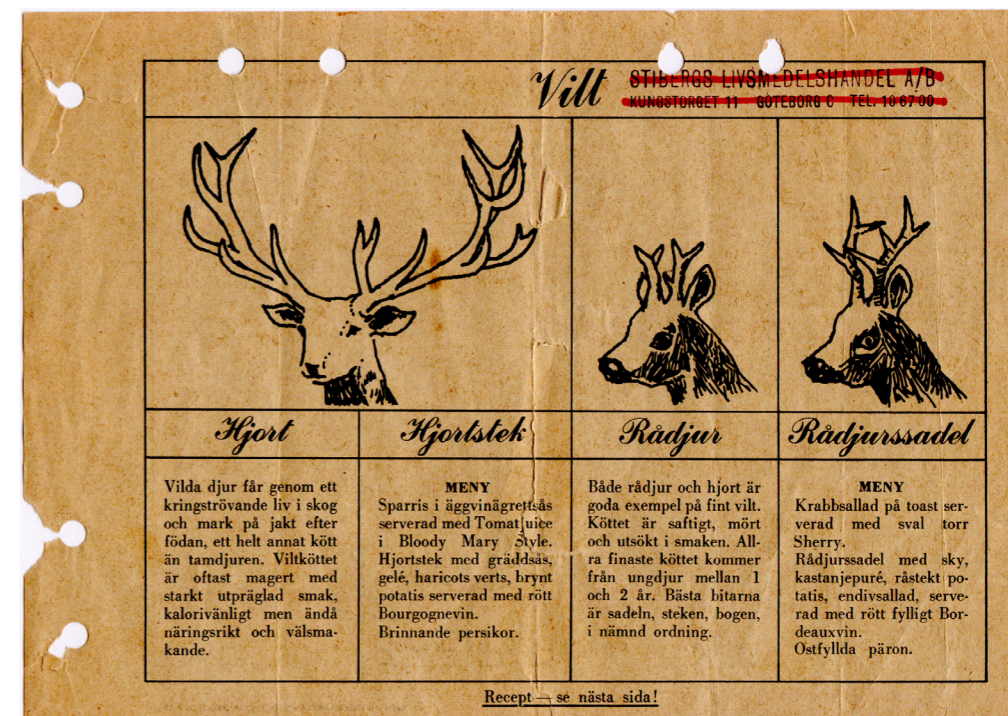 Vilt
STIBERGS LIVSMEDELSHANDEL A/B
KUNGSTORGET 11 GÖTEBORG C TEL. 10 67 00
Hjort
Vilda djur får genom ett
kringströvande liv i skog
och mark på jakt efter
födan, ett helt annat kött
än tamdjuren. Viltköttet
är oftast magert med
starkt utpräglad smak,
kalorivänligt men ändå
näringsrikt och välsma-
kande.
Hjortstek
MENY
Sparris i äggvinägrettsås
serverad med Tomatjuice
i Bloody Mary Style.
Hjortstek med gräddsås,
gelé, haricots verts, brynt
potatis serverad med rött
Bourgognevin.
Brinnande persikor.
Rådjur
Både rådjur och hjort är
goda exempel på fint vilt.
Köttet är saftigt, mört
och utsökt i smaken. All-
ra finaste köttet kommer
från ungdjur mellan 1
och 2 år. Bästa bitarna
är sadeln, steken, bogen,
i nämnd ordning.
Rådjurssadel
MENY
Krabbsallad på toast ser-
verad med sval torr
Sherry.
Rådjurssadel med sky,
kastanjepuré, råstekt po-
tatis, endivsallad, serve-
rad med rött fylligt Bor-
deauxvin.
Ostfyllda päron.
Recept — se nästa sida!